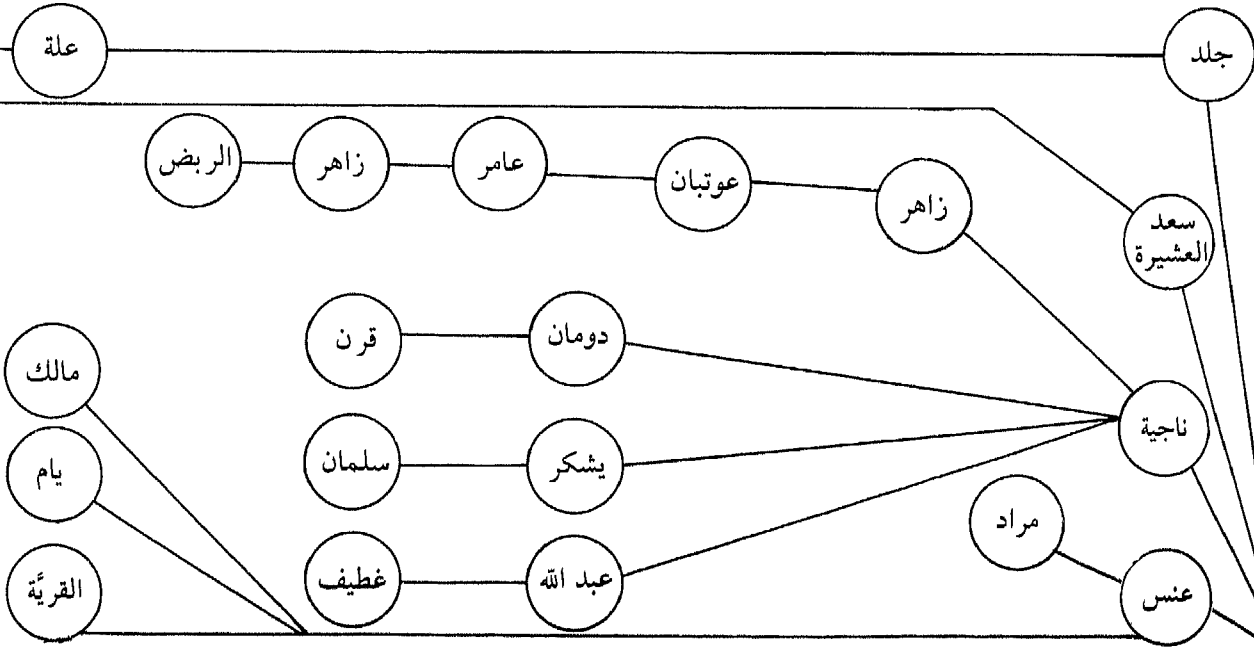 جلد
علة
الربض
زاهر
عامر
عوتبان
زاهر
سعد
العشيرة
دومان
قرن
مالك
ناجية
يشكر
سلمان
يام
مراد
عبد الله
غطيف
القريَّة
عنس